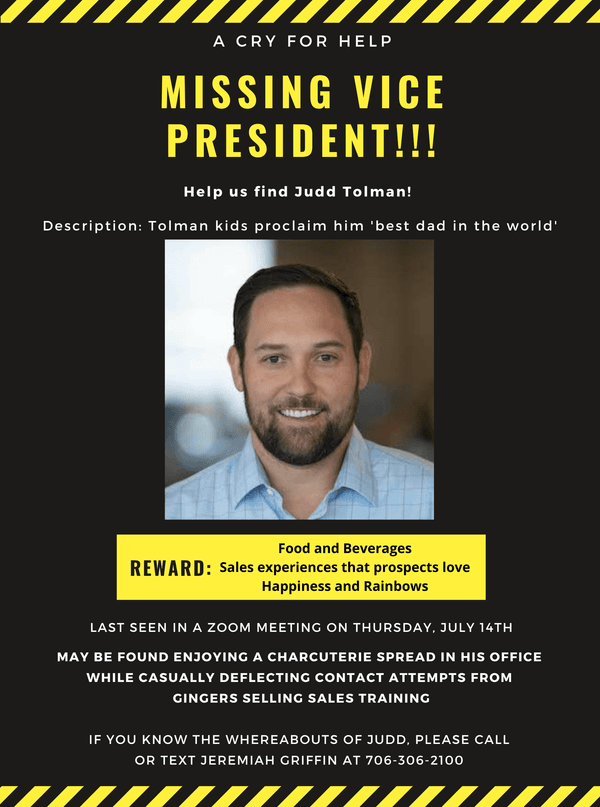 A CRY FOR HELP
MISSING VICE
PRESIDENT!!!
Help us find Judd Tolman!
Description: Tolman kids proclaim him 'best dad in the world'
REWARD:
Food and Beverages
Sales experiences that prospects love
Happiness and Rainbows
LAST SEEN IN A ZOOM MEETING ON THURSDAY, JULY 14TH
MAY BE FOUND ENJOYING A CHARCUTERIE SPREAD IN HIS OFFICE
WHILE CASUALLY DEFLECTING CONTACT ATTEMPTS FROM
GINGERS SELLING SALES TRAINING
IF YOU KNOW THE WHEREABOUTS OF JUDD, PLEASE CALL
OR TEXT JEREMIAH GRIFFIN AT 706-306-2100